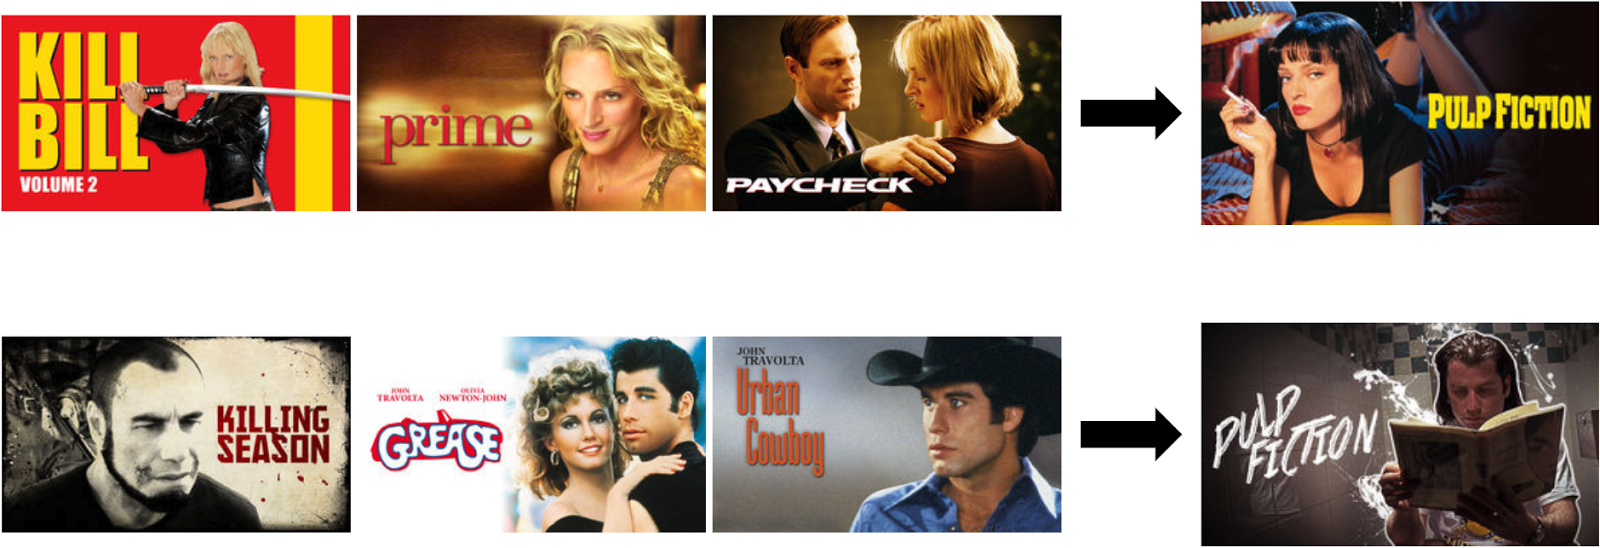 KILL
BILL
VOLUME 2
prime
PAYCHECK
PULP FICTION
KILLING
SEASON
JOHN
TRAVOLTA
OLIVIA
NEWTON-JOHN
GREASE
JOHN
TRAVOLTA
Urban
Cowboy
PULP
FICTION